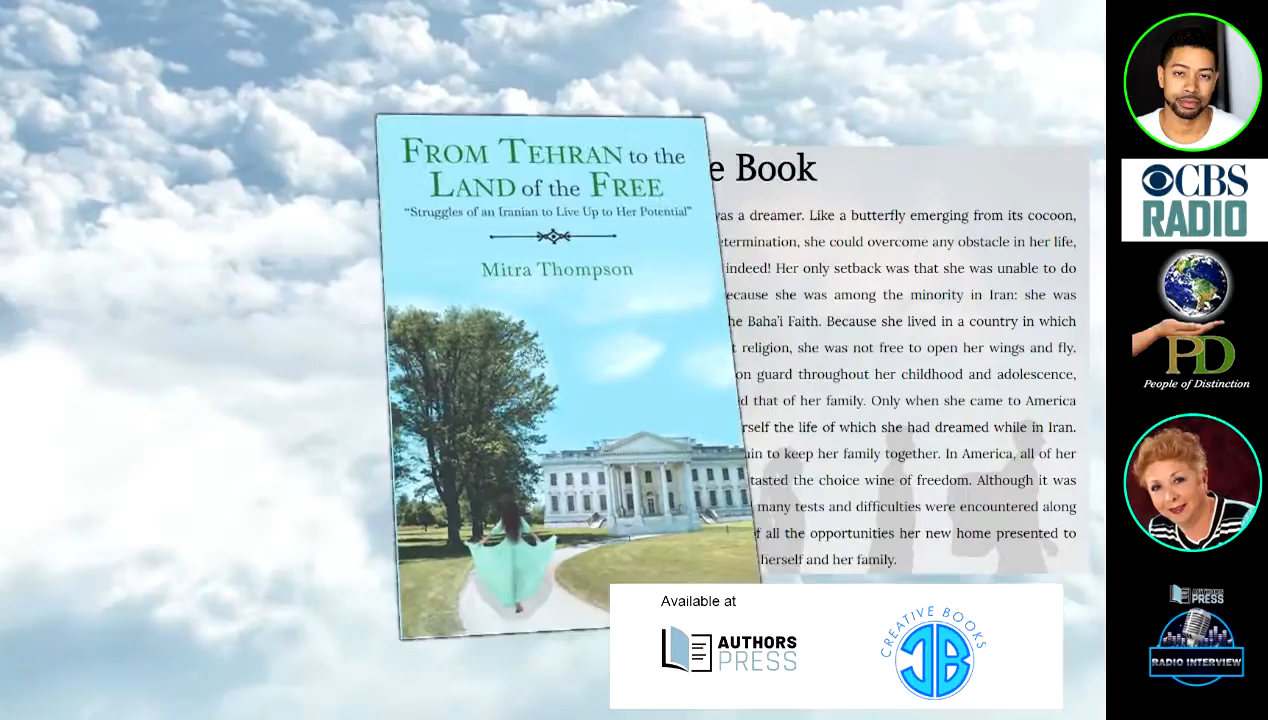 FROM TEHRAN to the
LAND of the FREE
"Struggles of an Iranian to Live Up to Her Potential"
Mitra Thompson
e Book
was a dreamer. Like a butterfly emerging from its cocoon,
etermination, she could overcome any obstacle in her life,
indeed! Her only setback was that she was unable to do
ecause she was among the minority in Iran: she was
he Baha'i Faith. Because she lived in a country in which
t religion, she was not free to open her wings and fly.
on guard throughout her childhood and adolescence,
d that of her family. Only when she came to America
rself the life of which she had dreamed while in Iran.
ain to keep her family together. In America, all of her
tasted the choice wine of freedom. Although it was
many tests and difficulties were encountered along
f all the opportunities her new home presented to
herself and her family.
Available at
AUTHORS
PRESS
CREATIVE BOOKS
CB
CBS
RADIO
PD
People of Distinction
AUTHORS
PRESS
RADIO INTERVIEW